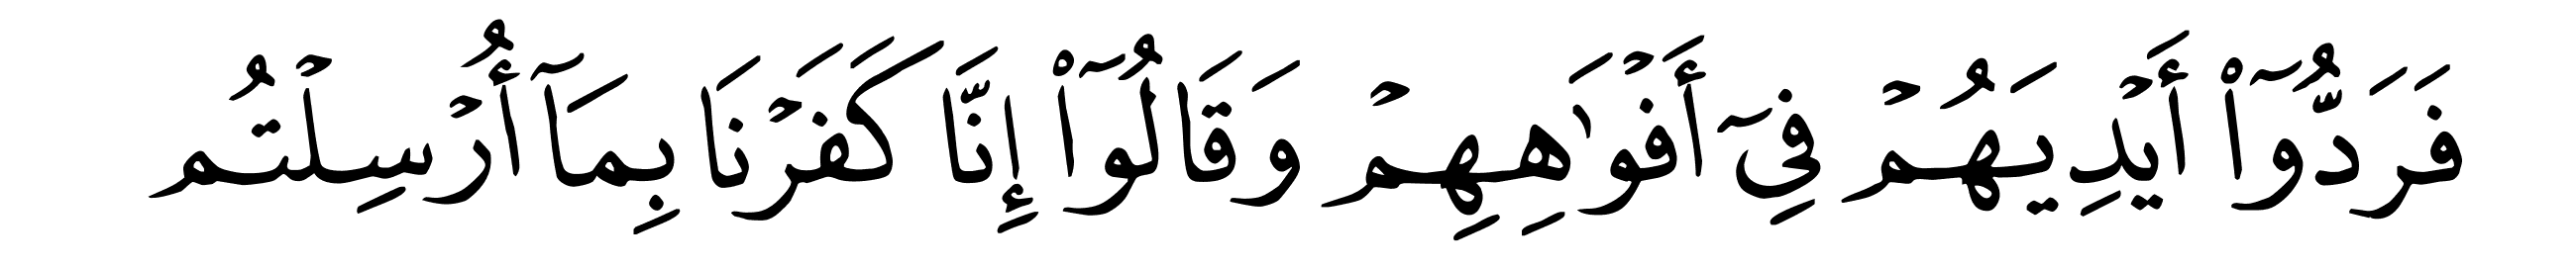 فَرَدُّوٓاْ أَيۡدِيَهُمۡ فِيٓ أَفۡوَٰهِهِمۡ وَقَالُوٓاْ إِنَّا كَفَرۡنَا بِمَآ أُرۡسِلۡتُم